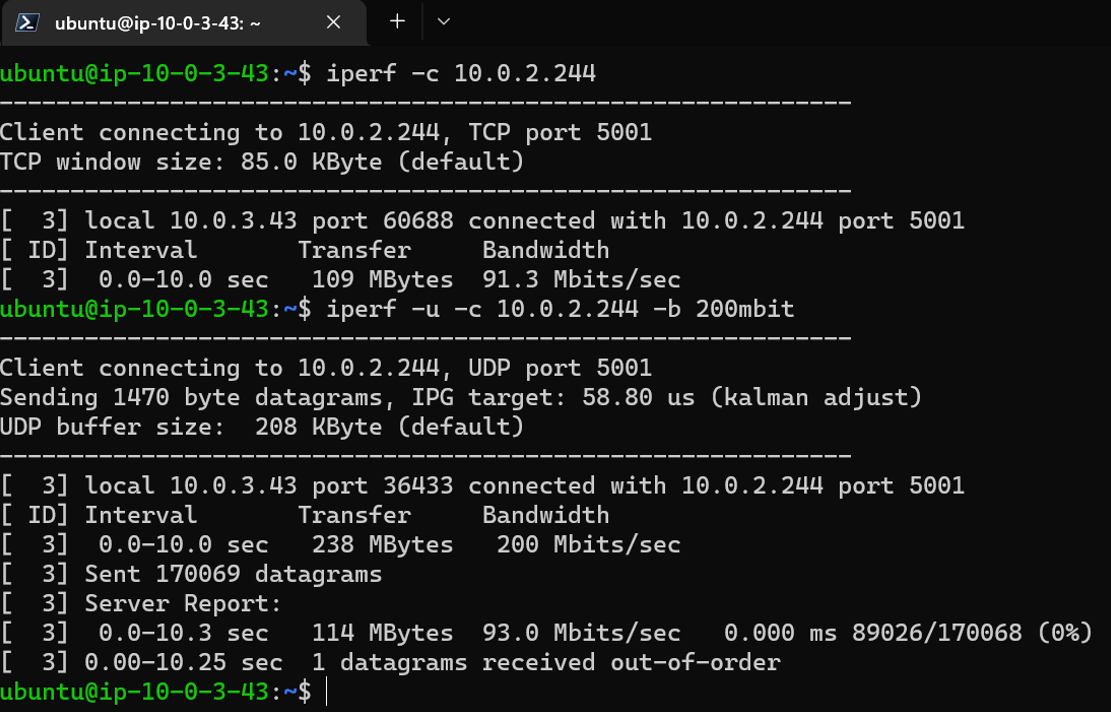 ubuntu@ip-10-0-3-43: ~
ubuntu@ip-10-0-3-43:~$ iperf -c 10.0.2.244
------------------------------------------------------------
Client connecting to 10.0.2.244, TCP port 5001
TCP window size: 85.0 KByte (default)
------------------------------------------------------------
[  3] local 10.0.3.43 port 60688 connected with 10.0.2.244 port 5001
[ ID] Interval       Transfer     Bandwidth
[  3]  0.0-10.0 sec   109 MBytes  91.3 Mbits/sec
ubuntu@ip-10-0-3-43:~$ iperf -u -c 10.0.2.244 -b 200mbit
------------------------------------------------------------
Client connecting to 10.0.2.244, UDP port 5001
Sending 1470 byte datagrams, IPG target: 58.80 us (kalman adjust)
UDP buffer size:  208 KByte (default)
------------------------------------------------------------
[  3] local 10.0.3.43 port 36433 connected with 10.0.2.244 port 5001
[ ID] Interval       Transfer     Bandwidth
[  3]  0.0-10.0 sec   238 MBytes   200 Mbits/sec
[  3] Sent 170069 datagrams
[  3] Server Report:
[  3]  0.0-10.3 sec   114 MBytes  93.0 Mbits/sec   0.000 ms 89026/170068 (0%)
[  3] 0.00-10.25 sec  1 datagrams received out-of-order
ubuntu@ip-10-0-3-43:~$